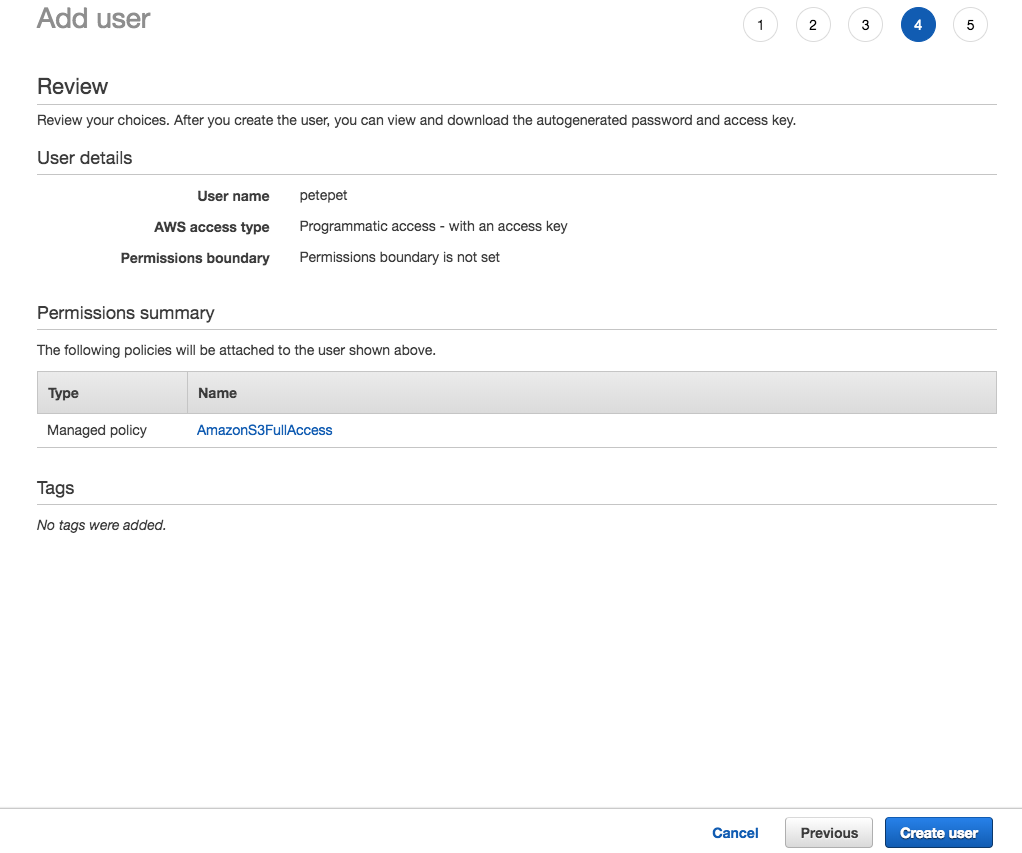 Add user
1 2 3 4 5
Review
Review your choices. After you create the user, you can view and download the autogenerated password and access key.
User details
User name petepet
AWS access type Programmatic access - with an access key
Permissions boundary Permissions boundary is not set
Permissions summary
The following policies will be attached to the user shown above.
Type Name
Managed policy AmazonS3FullAccess
Tags
No tags were added.
Cancel Previous Create user